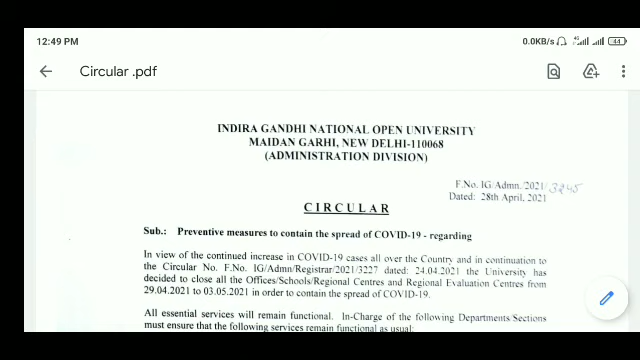 12:49 PM
0.0KB/s 4G 44
Circular .pdf
INDIRA GANDHI NATIONAL OPEN UNIVERSITY
MAIDAN GARHI, NEW DELHI-110068
(ADMINISTRATION DIVISION)
F.No. IG/Admn./2021/3245
Dated: 28th April, 2021
CIRCULAR
Sub.: Preventive measures to contain the spread of COVID-19 - regarding
In view of the continued increase in COVID-19 cases all over the Country and in continuation to
the Circular No. F.No. IG/Admn/Registrar/2021/3227 dated: 24.04.2021 the University has
decided to close all the Offices/Schools/Regional Centres and Regional Evaluation Centres from
29.04.2021 to 03.05.2021 in order to contain the spread of COVID-19.
All essential services will remain functional. In-Charge of the following Departments/Sections
must ensure that the following services remain functional as usual: